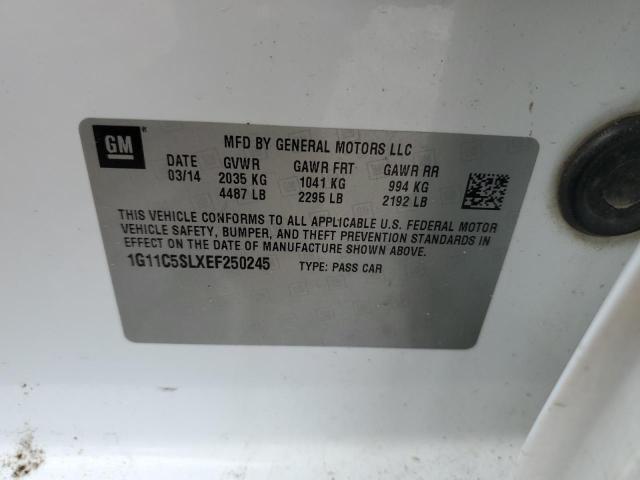 GM
MFD BY GENERAL MOTORS LLC
DATE GVWR GAWR FRT GAWR RR
03/14 2035 KG 1041 KG 994 KG
4487 LB 2295 LB 2192 LB
THIS VEHICLE CONFORMS TO ALL APPLICABLE U.S. FEDERAL MOTOR
VEHICLE SAFETY, BUMPER, AND THEFT PREVENTION STANDARDS IN
EFFECT ON THE DATE OF MANUFACTURE SHOWN ABOVE.
1G11C5SLXEF250245 TYPE: PASS CAR